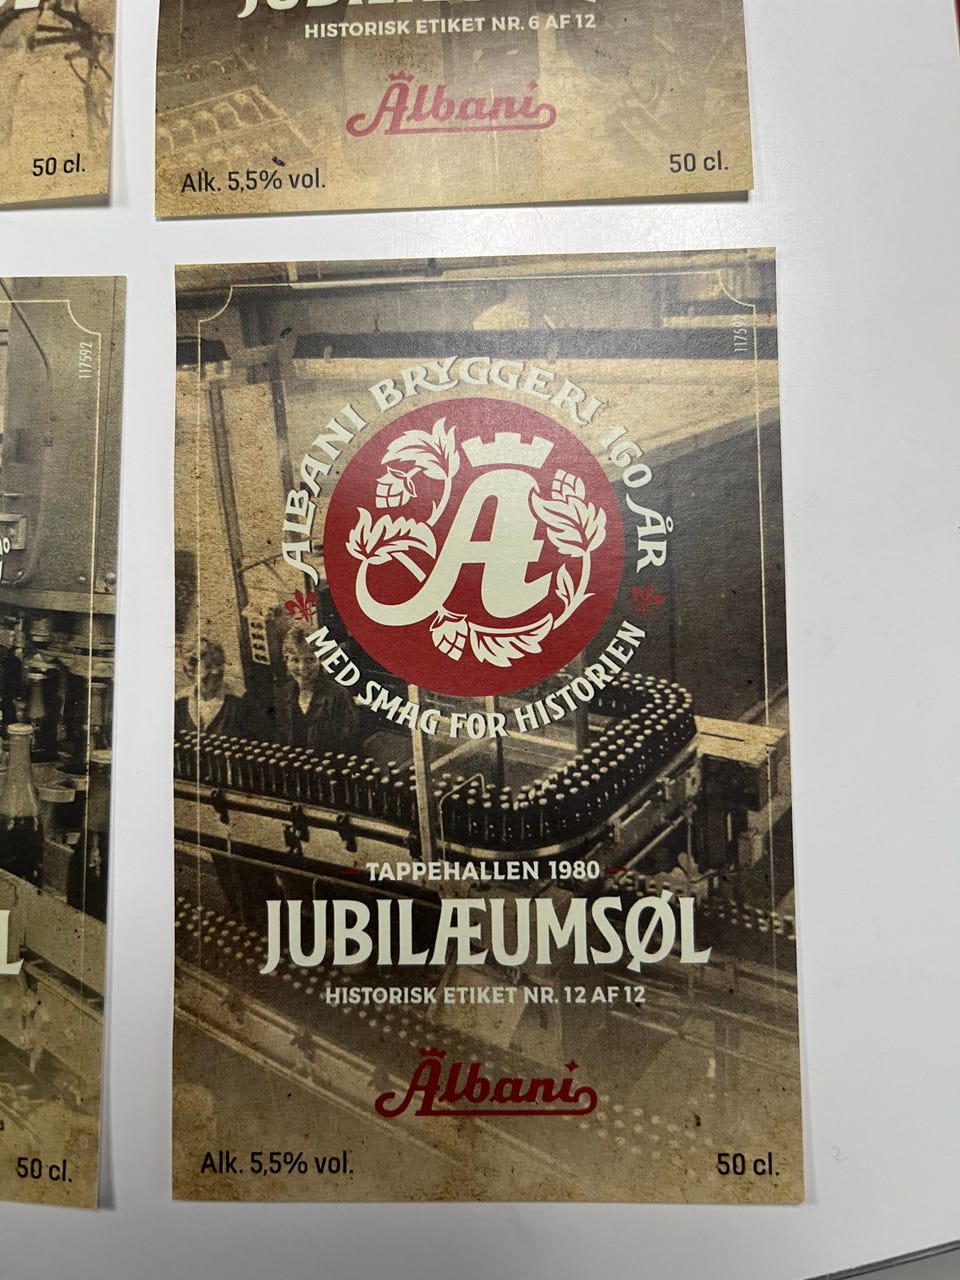 HISTORISK ETIKET NR. 6 AF 12
Albani
Alk. 5,5% vol.
50 cl.
50 cl.
117592
50 cl.
117592
ALBANI BRYGGERI 160 ÅR
A
MED SMAG FOR HISTORIEN
TAPPEHALLEN 1980
JUBILÆUMSØL
HISTORISK ETIKET NR. 12 AF 12
Albani
Alk. 5,5% vol.
50 cl.